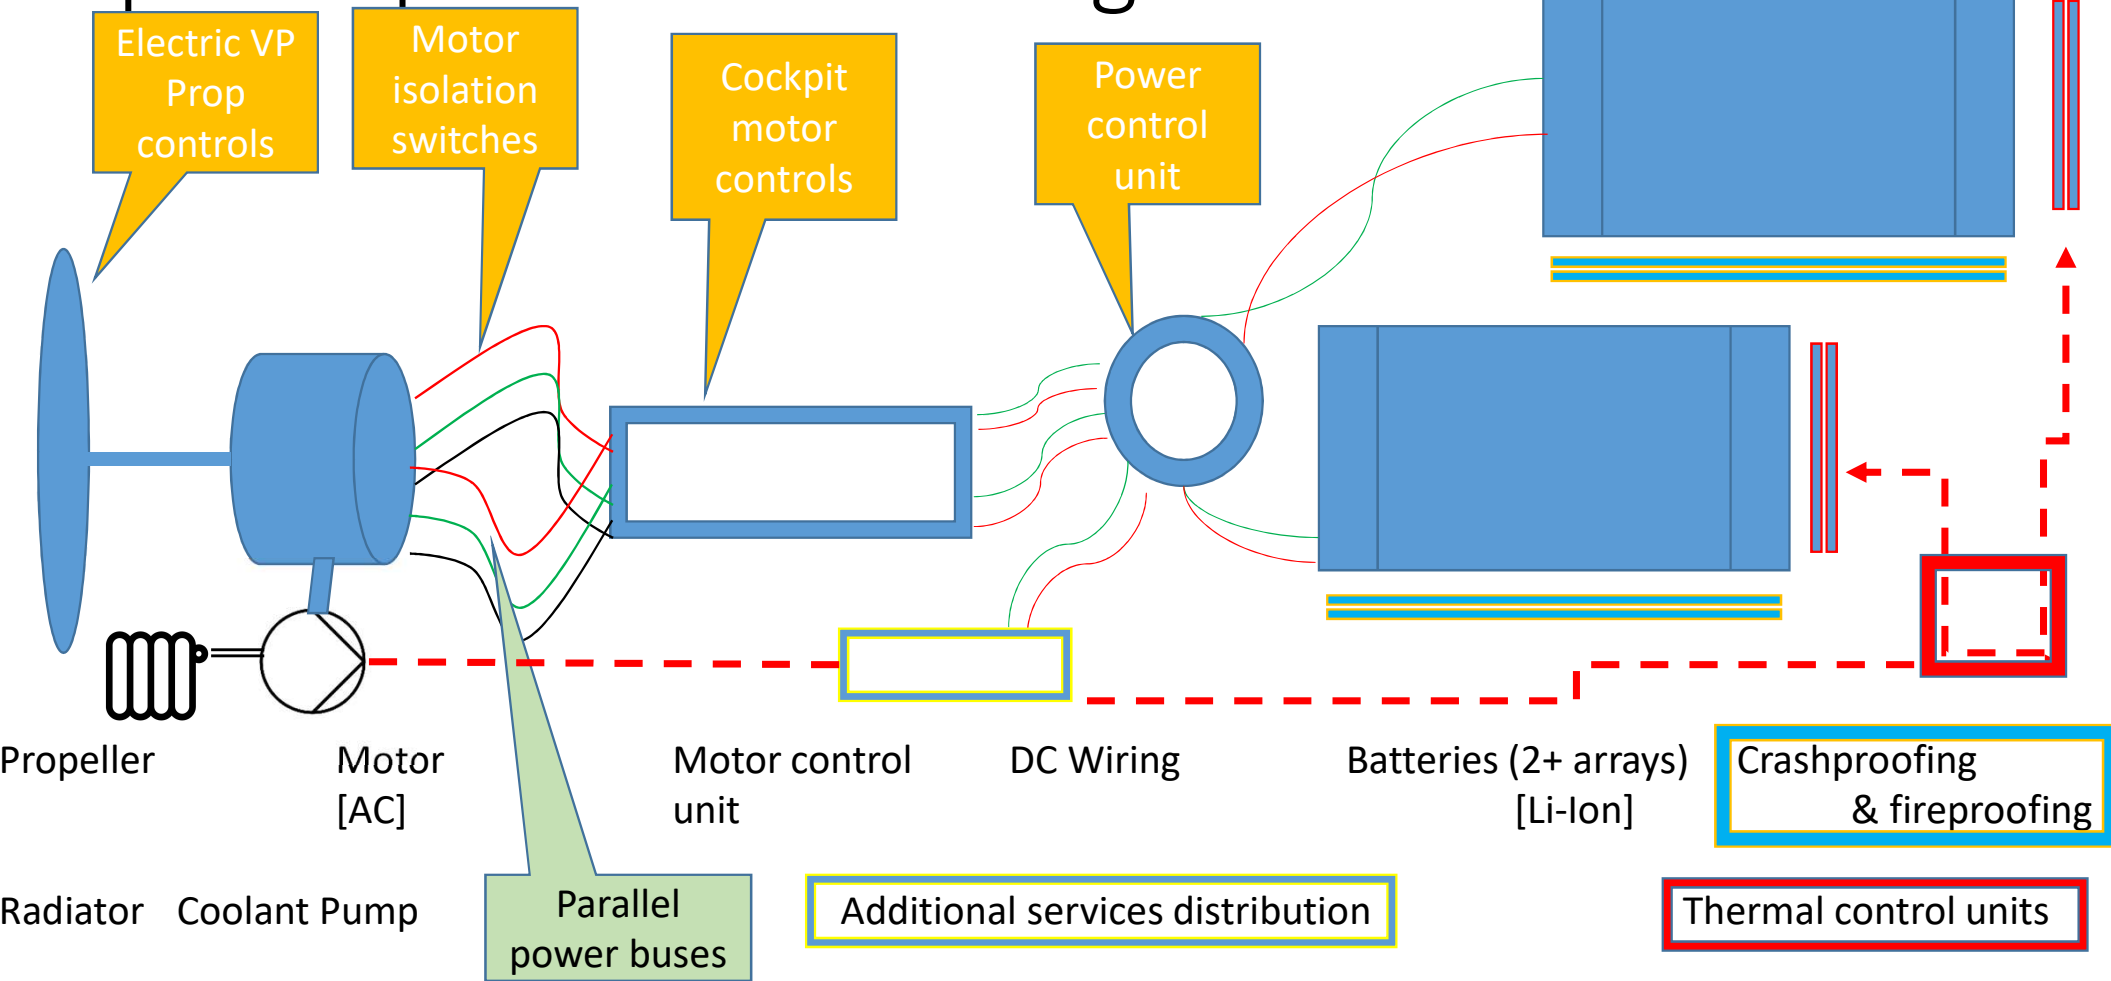 Electric VP
Prop
controls
Motor
isolation
switches
Cockpit
motor
controls
Power
control
unit
Propeller
Motor
[AC]
Motor control
unit
DC Wiring
Batteries (2+ arrays)
[Li-Ion]
Crashproofing
& fireproofing
Radiator
Coolant Pump
Parallel
power buses
Additional services distribution
Thermal control units